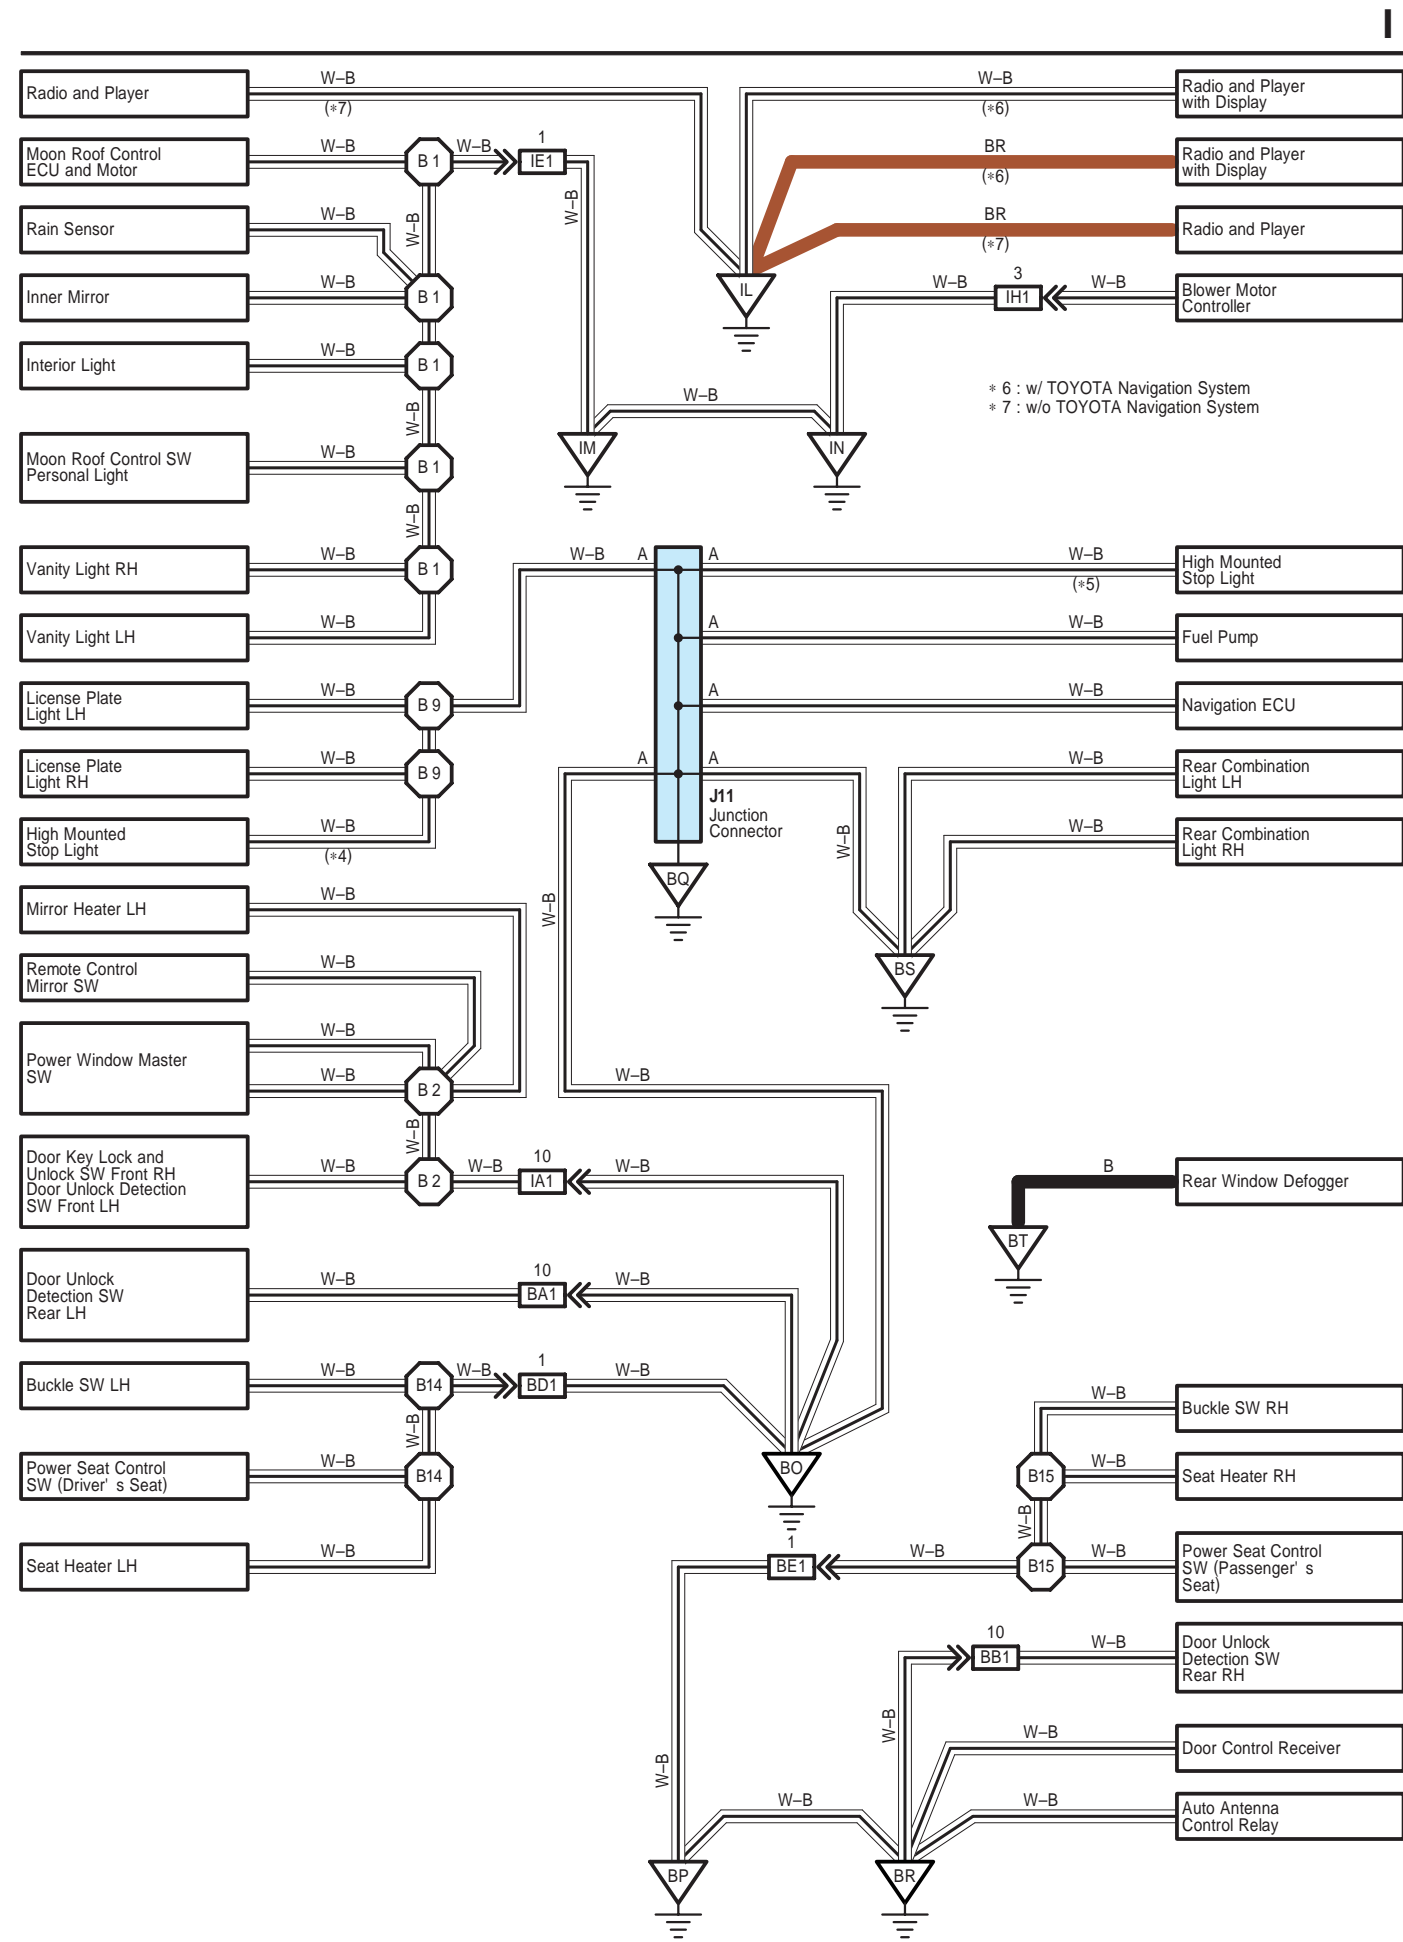 I
Radio and Player
W–B
(∗7)
W–B
(∗6)
Radio and Player
with Display
Moon Roof Control
ECU and Motor
W–B
B 1
W–B
1
IE1
W–B
BR
(∗6)
Radio and Player
with Display
Rain Sensor
W–B
W–B
BR
(∗7)
Radio and Player
Inner Mirror
W–B
B 1
IL
W–B
3
IH1
W–B
Blower Motor
Controller
Interior Light
W–B
B 1
W–B
∗ 6 : w/ TOYOTA Navigation System
∗ 7 : w/o TOYOTA Navigation System
W–B
Moon Roof Control SW
Personal Light
W–B
B 1
IM
IN
W–B
Vanity Light RH
W–B
B 1
W–B
A
A
W–B
(∗5)
High Mounted
Stop Light
Vanity Light LH
W–B
A
W–B
Fuel Pump
License Plate
Light LH
W–B
B 9
A
W–B
Navigation ECU
License Plate
Light RH
W–B
B 9
A
A
W–B
Rear Combination
Light LH
J11
Junction
Connector
W–B
High Mounted
Stop Light
W–B
(∗4)
W–B
Rear Combination
Light RH
BQ
Mirror Heater LH
W–B
W–B
Remote Control
Mirror SW
W–B
BS
Power Window Master
SW
W–B
W–B
B 2
W–B
W–B
Door Key Lock and
Unlock SW Front RH
Door Unlock Detection
SW Front LH
W–B
B 2
W–B
10
IA1
W–B
B
Rear Window Defogger
BT
Door Unlock
Detection SW
Rear LH
W–B
10
BA1
W–B
Buckle SW LH
W–B
B14
W–B
1
BD1
W–B
W–B
Buckle SW RH
W–B
Power Seat Control
SW (Driver' s Seat)
W–B
B14
BO
B15
W–B
Seat Heater RH
W–B
Seat Heater LH
W–B
1
BE1
W–B
B15
W–B
Power Seat Control
SW (Passenger' s
Seat)
10
BB1
W–B
Door Unlock
Detection SW
Rear RH
W–B
W–B
Door Control Receiver
W–B
W–B
W–B
Auto Antenna
Control Relay
BP
BR